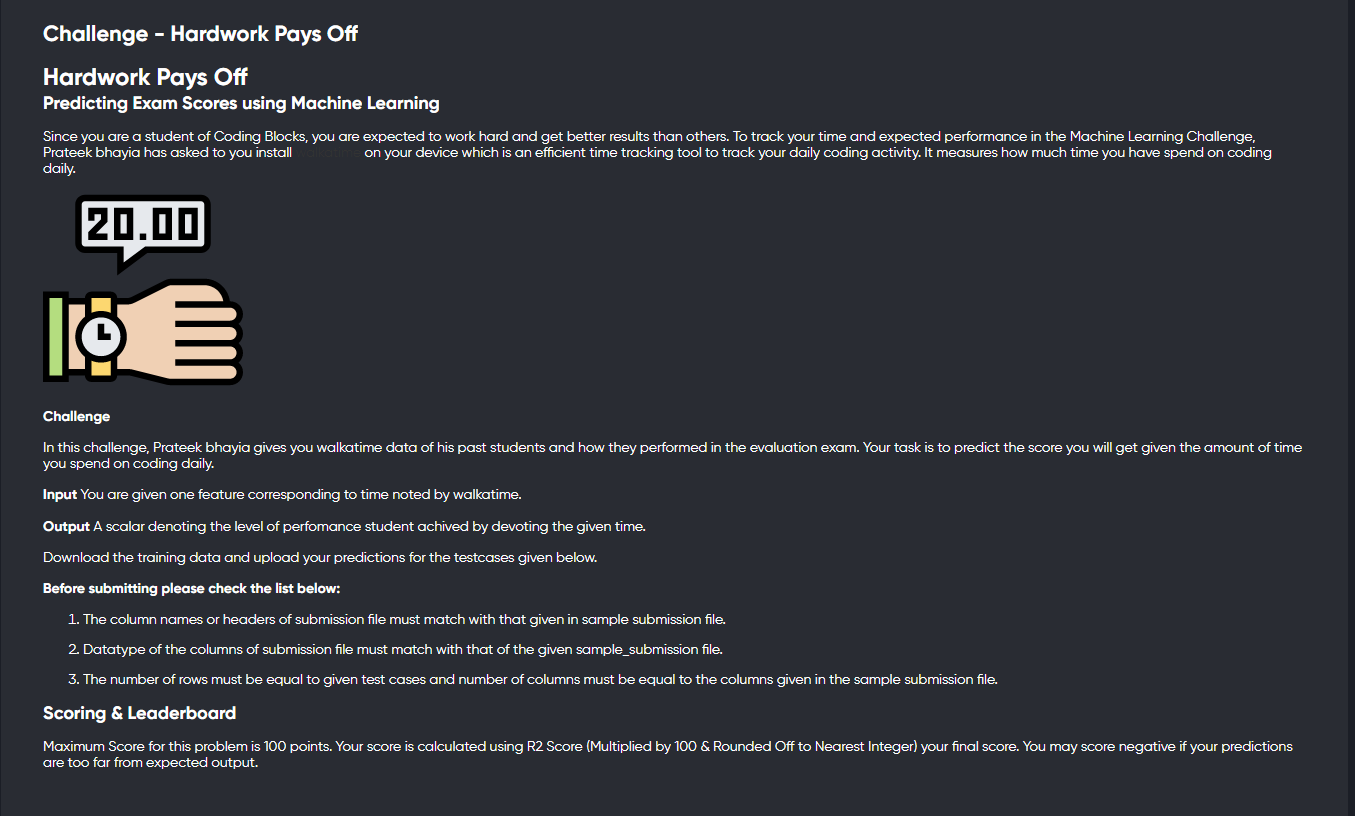 Challenge - Hardwork Pays Off
Hardwork Pays Off
Predicting Exam Scores using Machine Learning
Since you are a student of Coding Blocks, you are expected to work hard and get better results than others. To track your time and expected performance in the Machine Learning Challenge,
Prateek bhayia has asked to you install on your device which is an efficient time tracking tool to track your daily coding activity. It measures how much time you have spend on coding
daily.
20.00
Challenge
In this challenge, Prateek bhayia gives you walkatime data of his past students and how they performed in the evaluation exam. Your task is to predict the score you will get given the amount of time
you spend on coding daily.
Input You are given one feature corresponding to time noted by walkatime.
Output A scalar denoting the level of perfomance student achived by devoting the given time.
Download the training data and upload your predictions for the testcases given below.
Before submitting please check the list below:
1. The column names or headers of submission file must match with that given in sample submission file.
2. Datatype of the columns of submission file must match with that of the given sample_submission file.
3. The number of rows must be equal to given test cases and number of columns must be equal to the columns given in the sample submission file.
Scoring & Leaderboard
Maximum Score for this problem is 100 points. Your score is calculated using R2 Score (Multiplied by 100 & Rounded Off to Nearest Integer) your final score. You may score negative if your predictions
are too far from expected output.